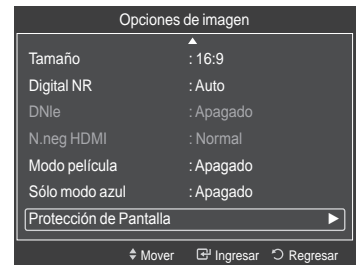 Opciones de imagen
Tamaño : 16:9
Digital NR : Auto
DNIe : Apagado
N.neg HDMI : Normal
Modo película : Apagado
Sólo modo azul : Apagado
Protección de Pantalla
Mover Ingresar Regresar